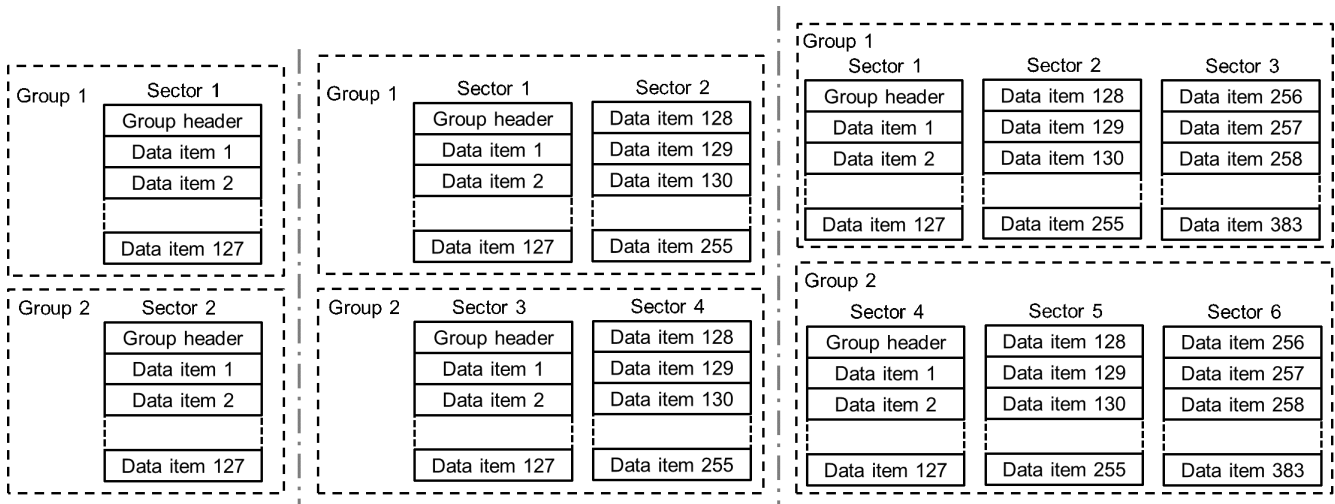 Group 1
Sector 1
Group header
Data item 1
Data item 2
Data item 127
Group 2
Sector 2
Group header
Data item 1
Data item 2
Data item 127
Group 1
Sector 1
Group header
Data item 1
Data item 2
Data item 127
Sector 2
Data item 128
Data item 129
Data item 130
Data item 255
Group 2
Sector 3
Group header
Data item 1
Data item 2
Data item 127
Sector 4
Data item 128
Data item 129
Data item 130
Data item 255
Group 1
Sector 1
Group header
Data item 1
Data item 2
Data item 127
Sector 2
Data item 128
Data item 129
Data item 130
Data item 255
Sector 3
Data item 256
Data item 257
Data item 258
Data item 383
Group 2
Sector 4
Group header
Data item 1
Data item 2
Data item 127
Sector 5
Data item 128
Data item 129
Data item 130
Data item 255
Sector 6
Data item 256
Data item 257
Data item 258
Data item 383